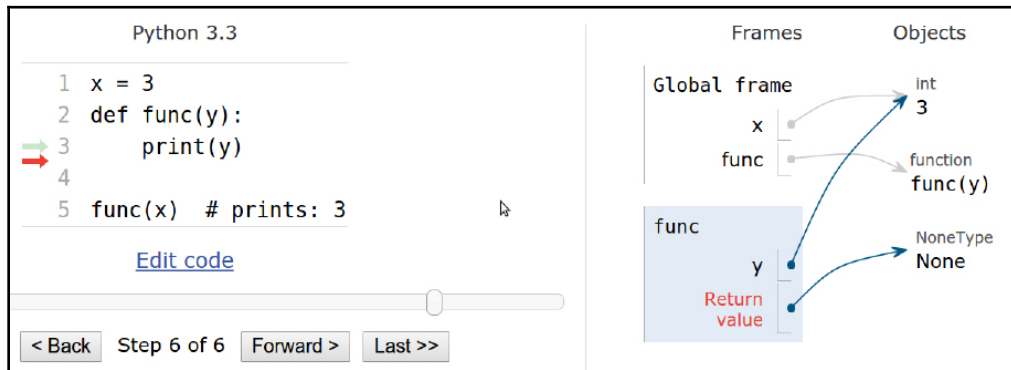 Python 3.3
1 x = 3
2 def func(y):
3     print(y)
4
5 func(x)  # prints: 3
Edit code
< Back Step 6 of 6 Forward > Last >>
Frames Objects
Global frame
x
func
int
3
function
func(y)
func
y
Return
value
NoneType
None